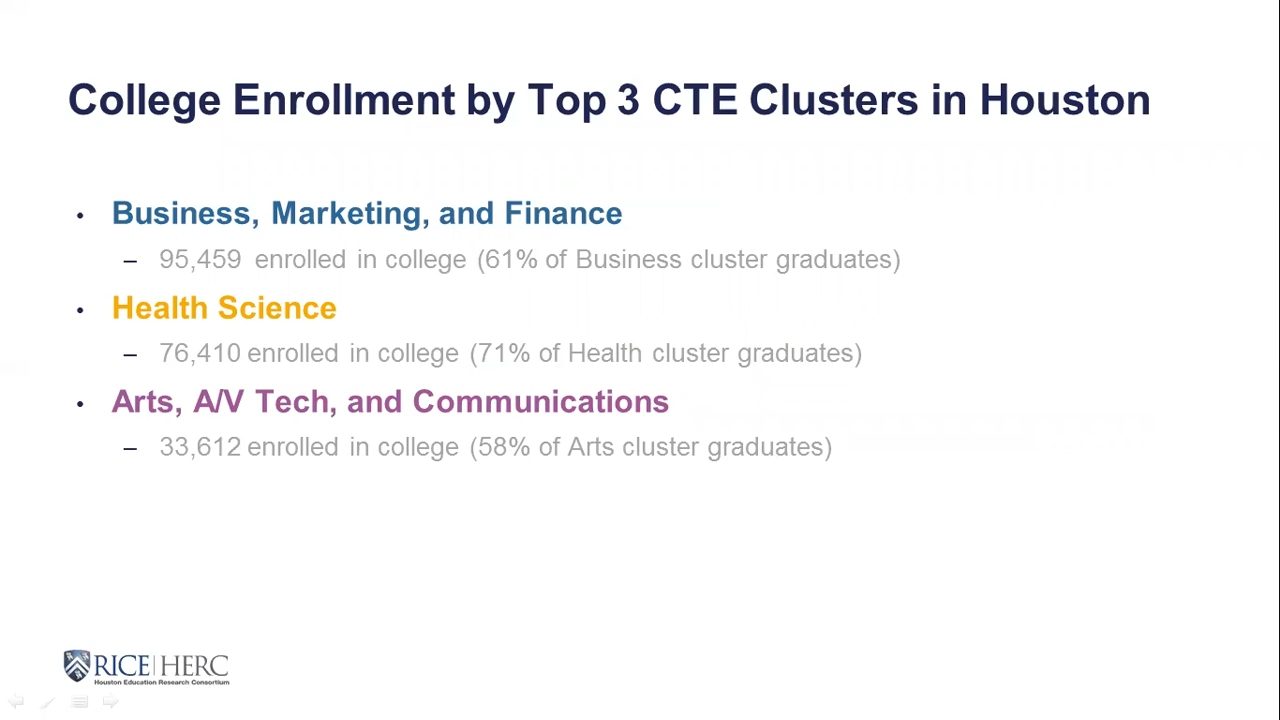 College Enrollment by Top 3 CTE Clusters in Houston
• Business, Marketing, and Finance
– 95,459 enrolled in college (61% of Business cluster graduates)
• Health Science
– 76,410 enrolled in college (71% of Health cluster graduates)
• Arts, A/V Tech, and Communications
– 33,612 enrolled in college (58% of Arts cluster graduates)
RICE | HERC
Houston Education Research Consortium